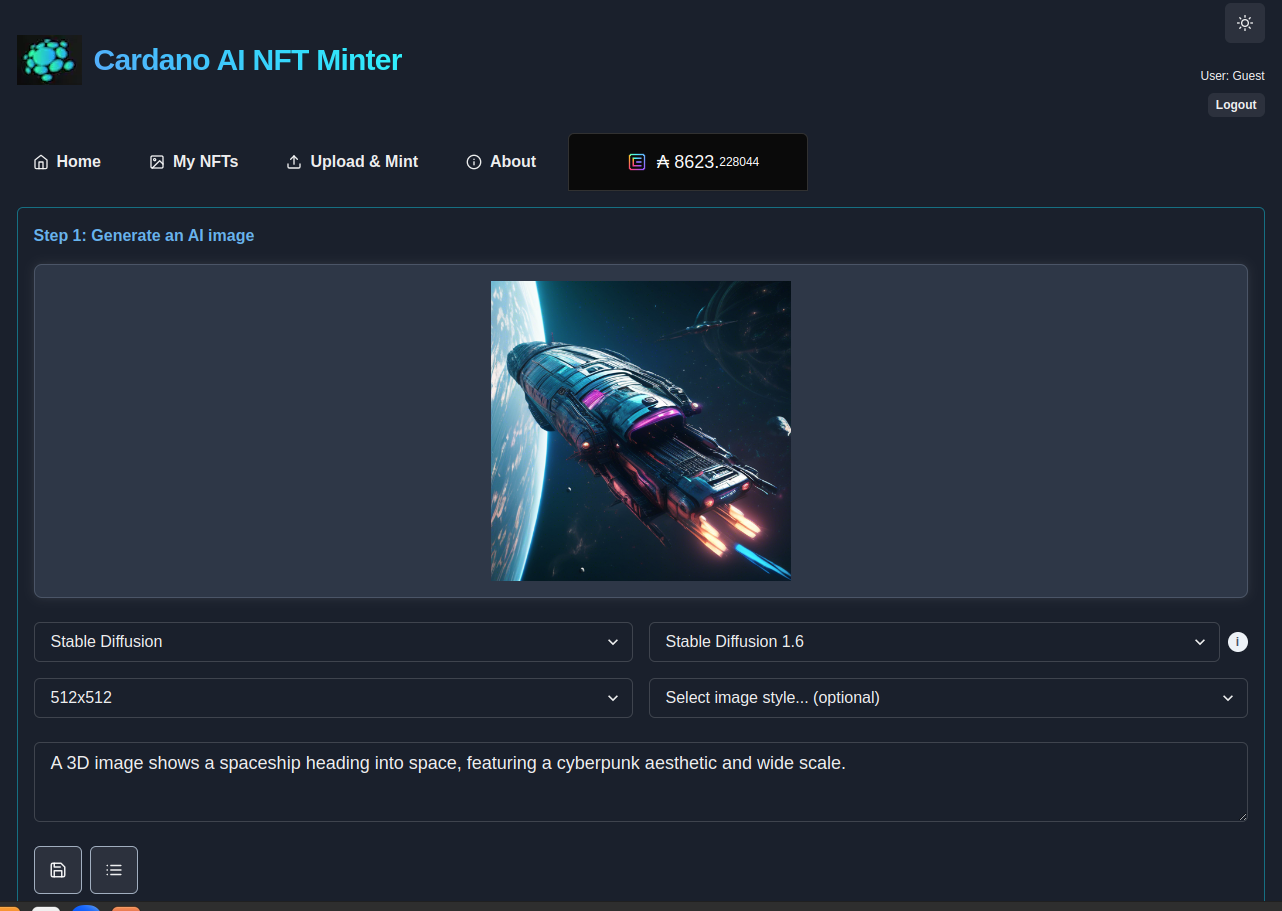 Cardano AI NFT Minter
User: Guest
Logout
Home
My NFTs
Upload & Mint
About
₳ 8623.228044
Step 1: Generate an AI image
Stable Diffusion
Stable Diffusion 1.6
i
512x512
Select image style... (optional)
A 3D image shows a spaceship heading into space, featuring a cyberpunk aesthetic and wide scale.